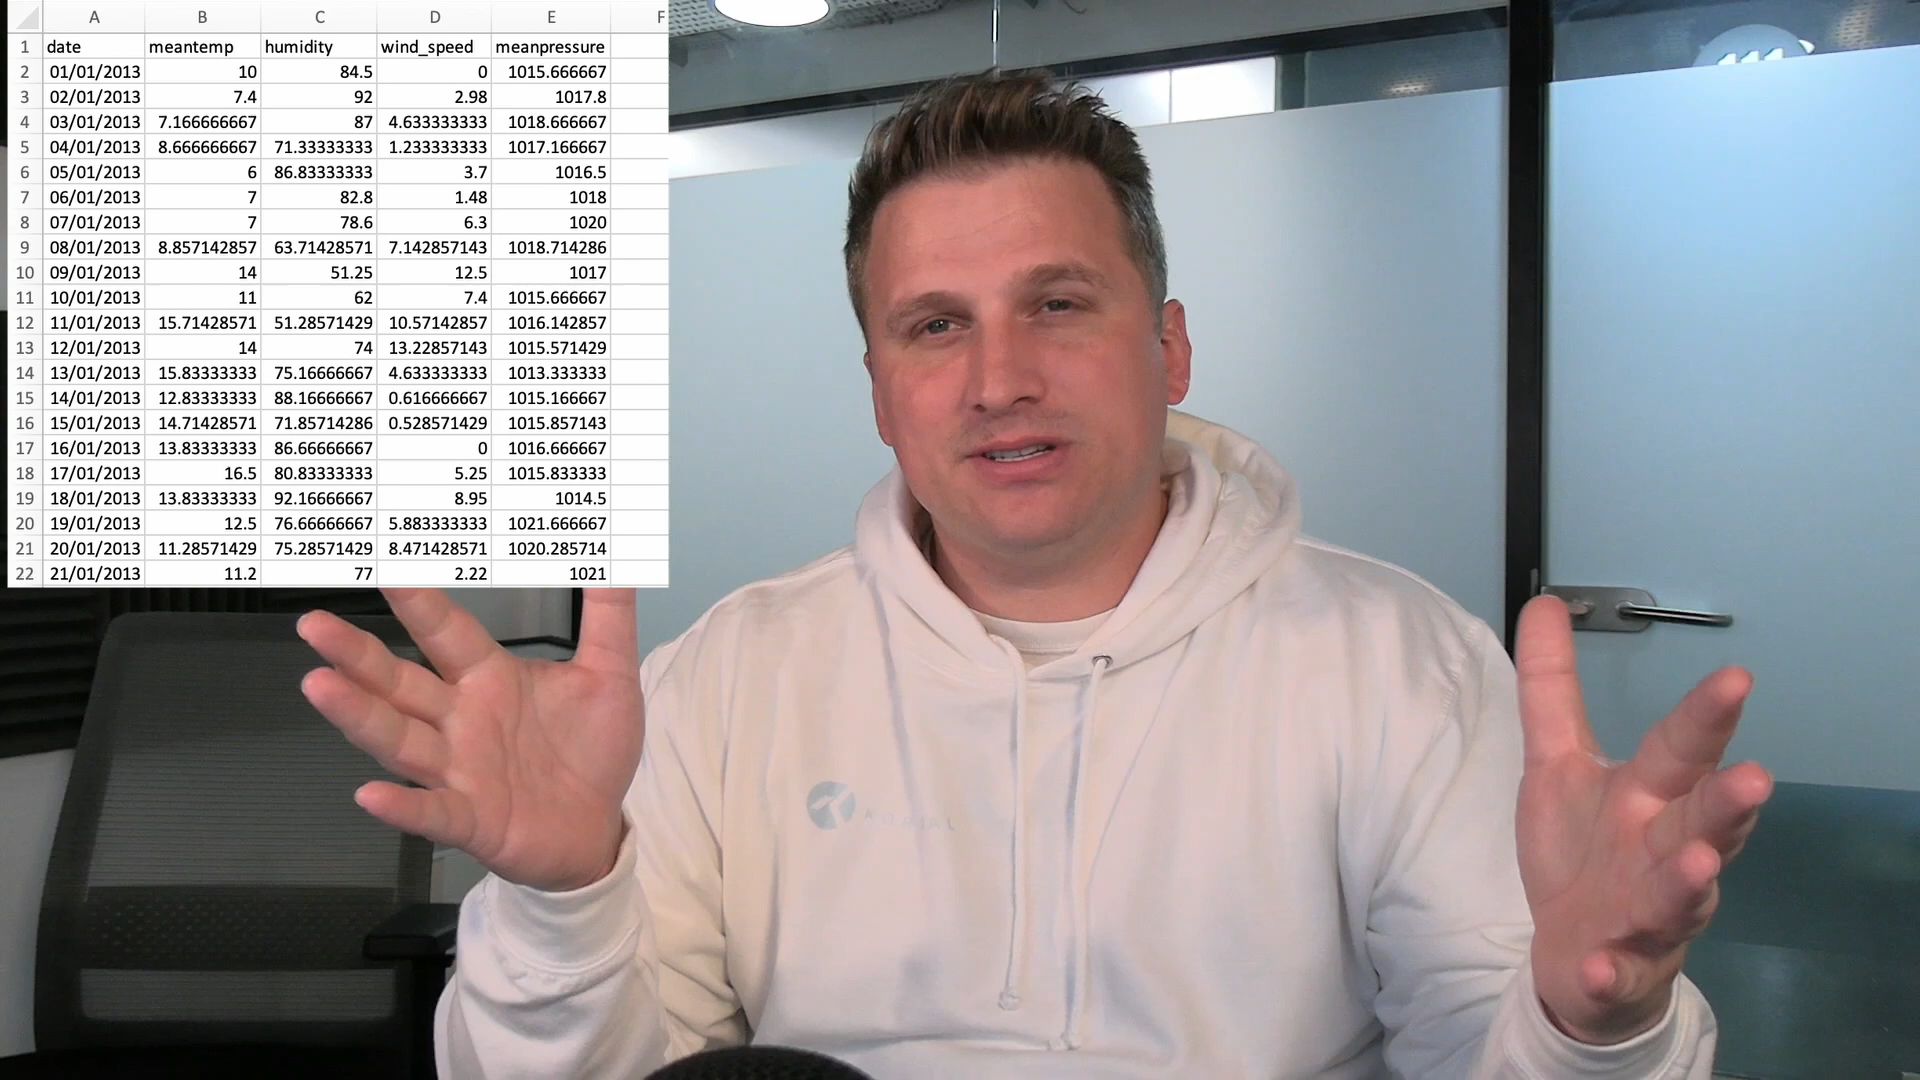 A B C D E F
1 date meantemp humidity wind_speed meanpressure
2 01/01/2013 10 84.5 0 1015.666667
3 02/01/2013 7.4 92 2.98 1017.8
4 03/01/2013 7.166666667 87 4.633333333 1018.666667
5 04/01/2013 8.666666667 71.33333333 1.233333333 1017.166667
6 05/01/2013 6 86.83333333 3.7 1016.5
7 06/01/2013 7 82.8 1.48 1018
8 07/01/2013 7 78.6 6.3 1020
9 08/01/2013 8.857142857 63.71428571 7.142857143 1018.714286
10 09/01/2013 14 51.25 12.5 1017
11 10/01/2013 11 62 7.4 1015.666667
12 11/01/2013 15.71428571 51.28571429 10.57142857 1016.142857
13 12/01/2013 14 74 13.22857143 1015.571429
14 13/01/2013 15.83333333 75.16666667 4.633333333 1013.333333
15 14/01/2013 12.83333333 88.16666667 0.616666667 1015.166667
16 15/01/2013 14.71428571 71.85714286 0.528571429 1015.857143
17 16/01/2013 13.83333333 86.66666667 0 1016.666667
18 17/01/2013 16.5 80.83333333 5.25 1015.833333
19 18/01/2013 13.83333333 92.16666667 8.95 1014.5
20 19/01/2013 12.5 76.66666667 5.883333333 1021.666667
21 20/01/2013 11.28571429 75.28571429 8.471428571 1020.285714
22 21/01/2013 11.2 77 2.22 1021